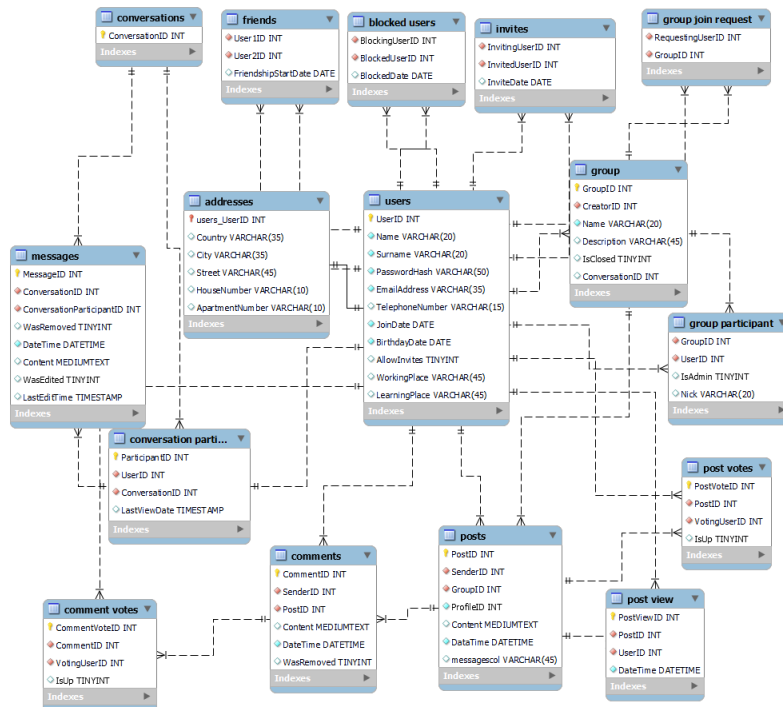 conversations
ConversationID INT
Indexes
friends
User1ID INT
User2ID INT
FriendshipStartDate DATE
Indexes
blocked users
BlockingUserID INT
BlockedUserID INT
BlockedDate DATE
Indexes
invites
InvitingUserID INT
InvitedUserID INT
InviteDate DATE
Indexes
group join request
RequestingUserID INT
GroupID INT
Indexes
addresses
users_UserID INT
Country VARCHAR(35)
City VARCHAR(35)
Street VARCHAR(45)
HouseNumber VARCHAR(10)
ApartmentNumber VARCHAR(10)
Indexes
users
UserID INT
Name VARCHAR(20)
Surname VARCHAR(20)
PasswordHash VARCHAR(50)
EmailAddress VARCHAR(35)
TelephoneNumber VARCHAR(15)
JoinDate DATE
BirthdayDate DATE
AllowInvites TINYINT
WorkingPlace VARCHAR(45)
LearningPlace VARCHAR(45)
Indexes
group
GroupID INT
CreatorID INT
Name VARCHAR(20)
Description VARCHAR(45)
IsClosed TINYINT
ConversationID INT
Indexes
messages
MessageID INT
ConversationID INT
ConversationParticipantID INT
WasRemoved TINYINT
DateTime DATETIME
Content MEDIUMTEXT
WasEdited TINYINT
LastEditTime TIMESTAMP
Indexes
group participant
GroupID INT
UserID INT
IsAdmin TINYINT
Nick VARCHAR(20)
Indexes
conversation parti...
ParticipantID INT
UserID INT
ConversationID INT
LastViewDate TIMESTAMP
Indexes
post votes
PostVoteID INT
PostID INT
VotingUserID INT
IsUp TINYINT
Indexes
comments
CommentID INT
SenderID INT
PostID INT
Content MEDIUMTEXT
DateTime DATETIME
WasRemoved TINYINT
Indexes
posts
PostID INT
SenderID INT
GroupID INT
ProfileID INT
Content MEDIUMTEXT
DataTime DATETIME
messagescol VARCHAR(45)
Indexes
comment votes
CommentVoteID INT
CommentID INT
VotingUserID INT
IsUp TINYINT
Indexes
post view
PostViewID INT
PostID INT
UserID INT
DateTime DATETIME
Indexes